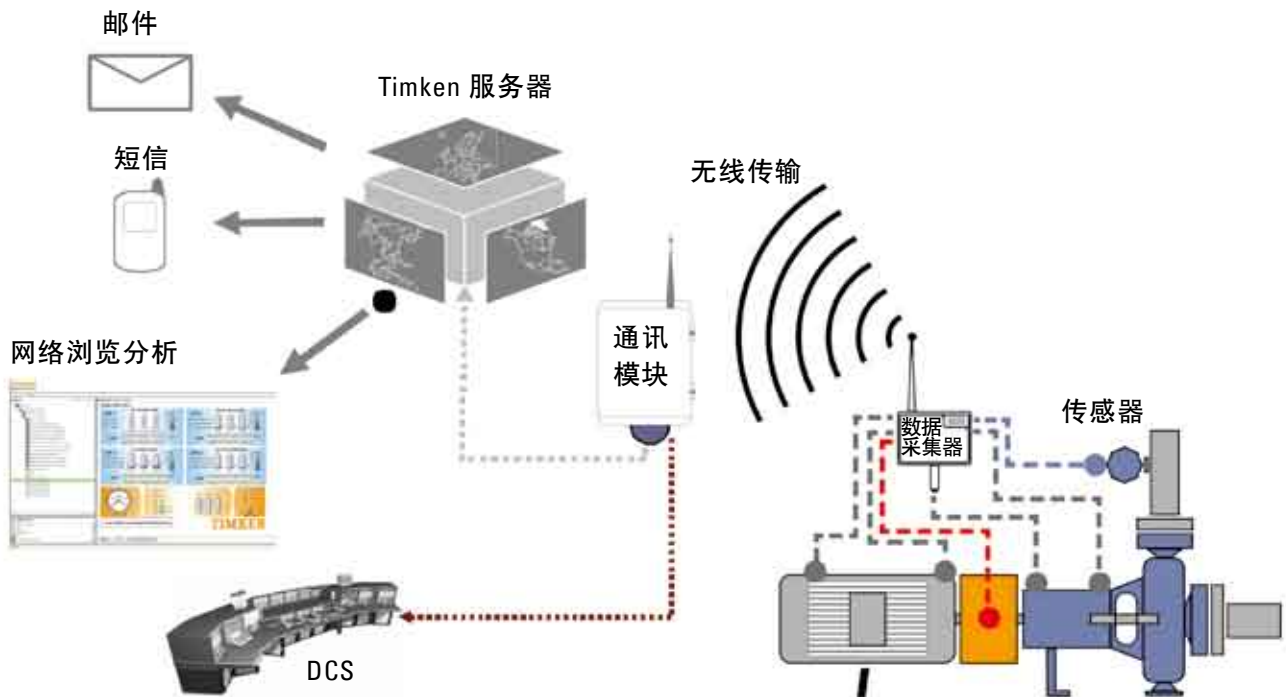 邮件
Timken 服务器
短信
无线传输
通讯
模块
网络浏览分析
传感器
数据
采集器
TIMKEN
DCS